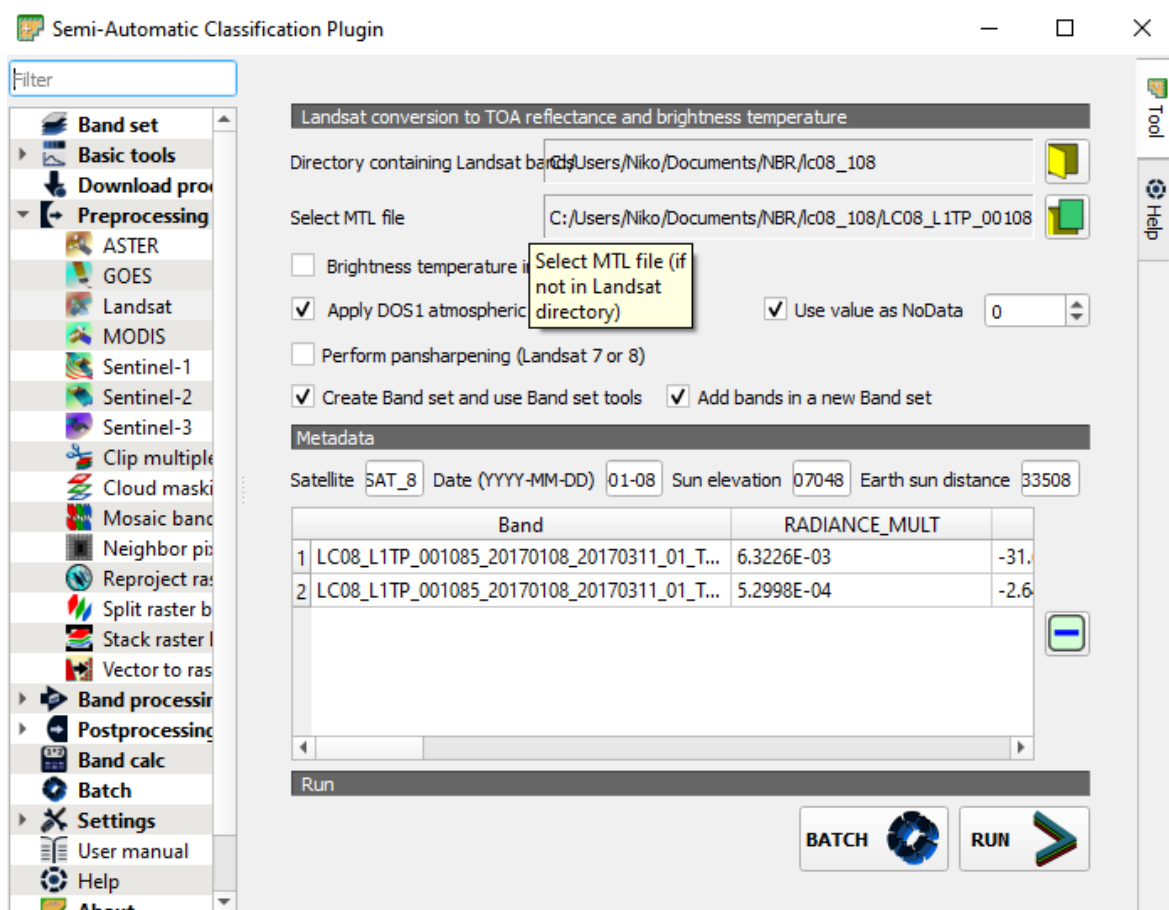 Semi-Automatic Classification Plugin
Filter
Band set
Basic tools
Download pro
Preprocessing
ASTER
GOES
Landsat
MODIS
Sentinel-1
Sentinel-2
Sentinel-3
Clip multiple
Cloud maski
Mosaic banc
Neighbor pi
Reproject ra
Split raster b
Stack raster
Vector to ras
Band processin
Postprocessing
Band calc
Batch
Settings
User manual
Help
About
Landsat conversion to TOA reflectance and brightness temperature
Directory containing Landsat bands C:/Users/Niko/Documents/NBR/lc08_108
Select MTL file C:/Users/Niko/Documents/NBR/lc08_108/LC08_L1TP_00108
Brightness temperature in
Select MTL file (if
not in Landsat
directory)
Apply DOS1 atmospheric Use value as NoData 0
Perform pansharpening (Landsat 7 or 8)
Create Band set and use Band set tools Add bands in a new Band set
Metadata
Satellite SAT_8 Date (YYYY-MM-DD) 01-08 Sun elevation 07048 Earth sun distance 33508
Band RADIANCE_MULT
1 LC08_L1TP_001085_20170108_20170311_01_T... 6.3226E-03 -31.
2 LC08_L1TP_001085_20170108_20170311_01_T... 5.2998E-04 -2.6
Run
BATCH RUN
Tool
Help